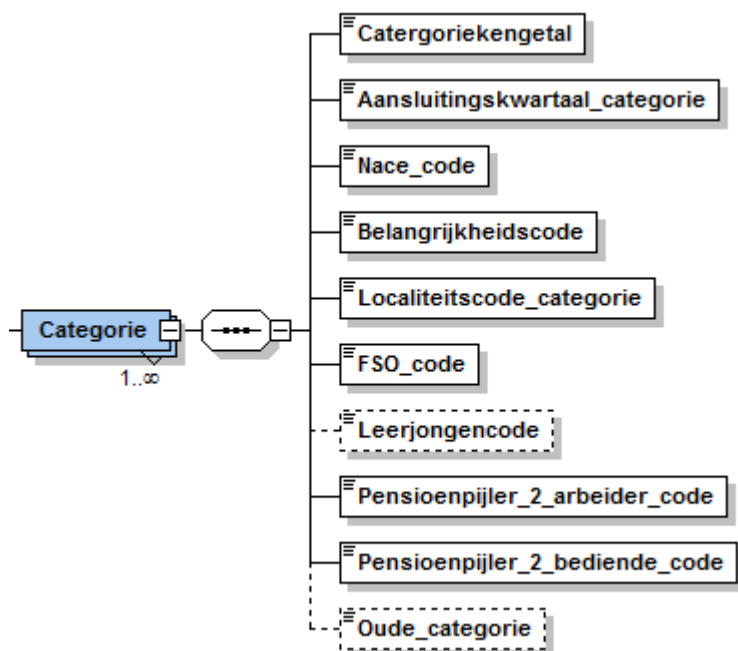 Catergoriekengetal
Aansluitingskwartaal_categorie
Nace_code
Belangrijkheidscode
Localiteitscode_categorie
Categorie
1..∞
FSO_code
Leerjongencode
Pensioenpijler_2_arbeider_code
Pensioenpijler_2_bediende_code
Oude_categorie